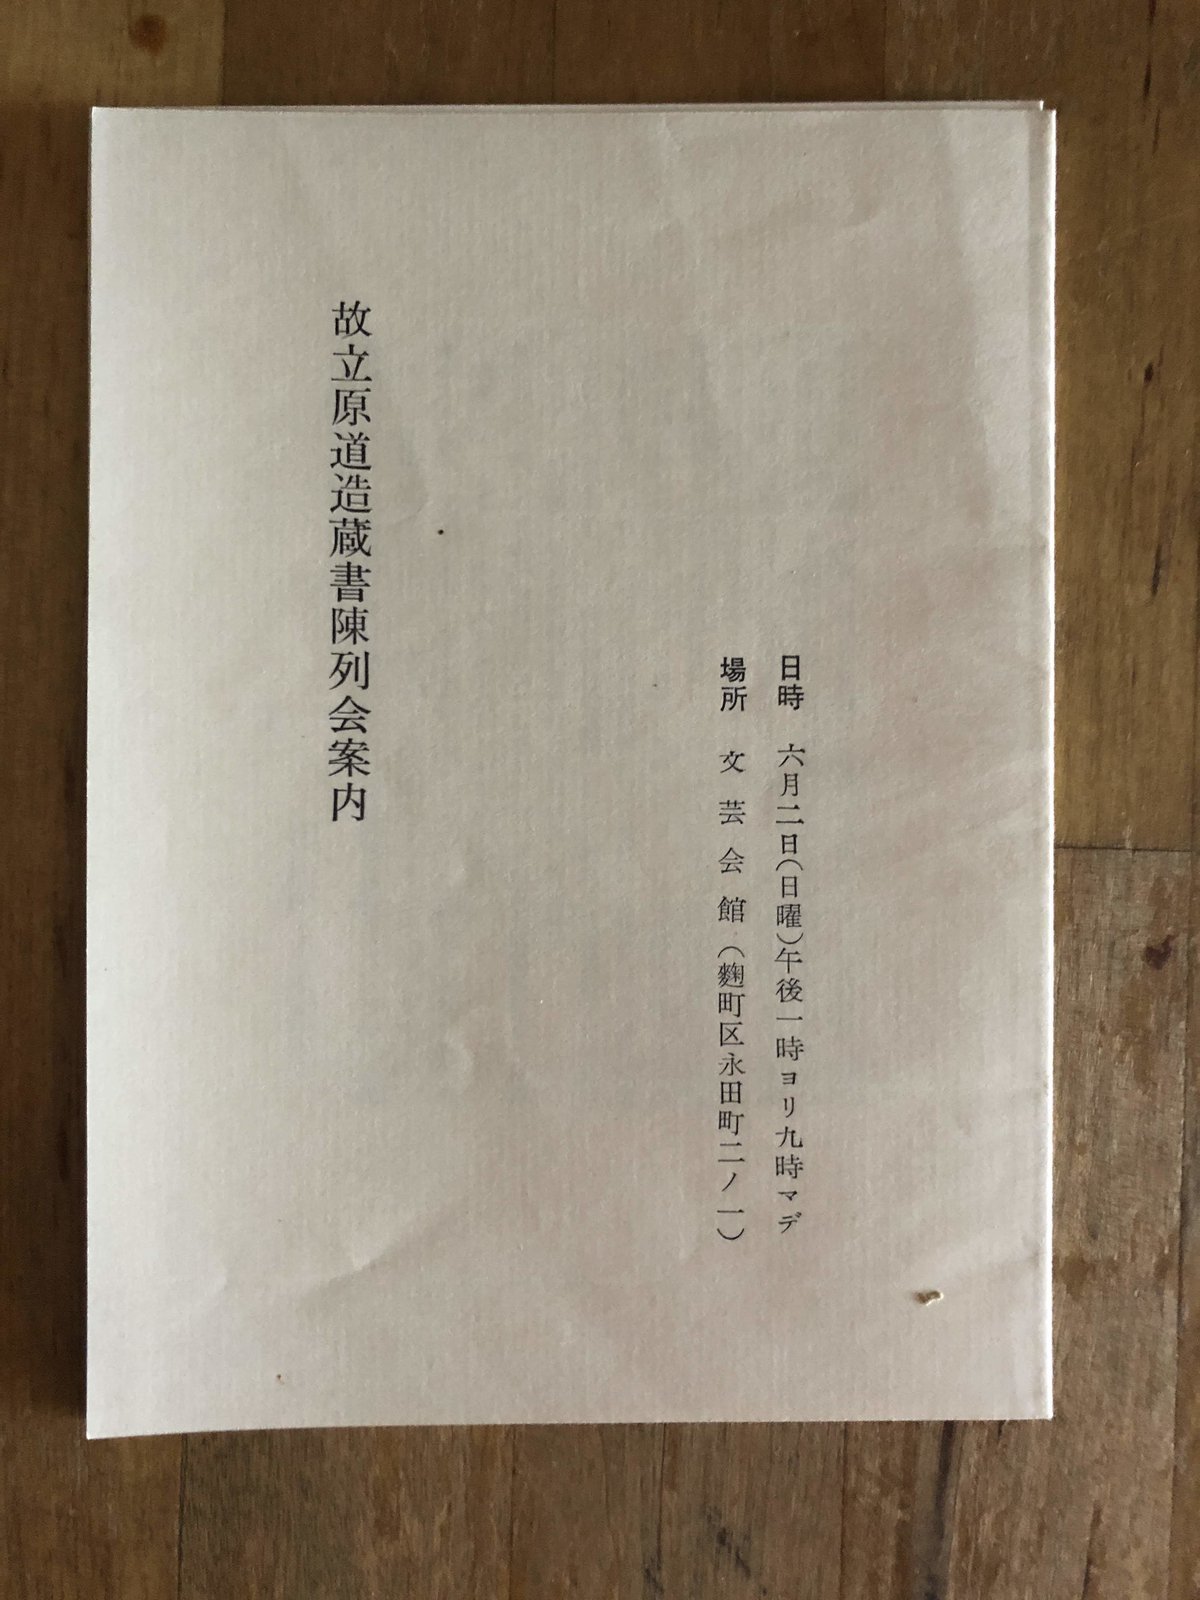 日時　六月二日(日曜)午後一時ヨリ九時マデ
場所　文芸会館(麴町区永田町二ノ一)
故立原道造蔵書陳列会案内